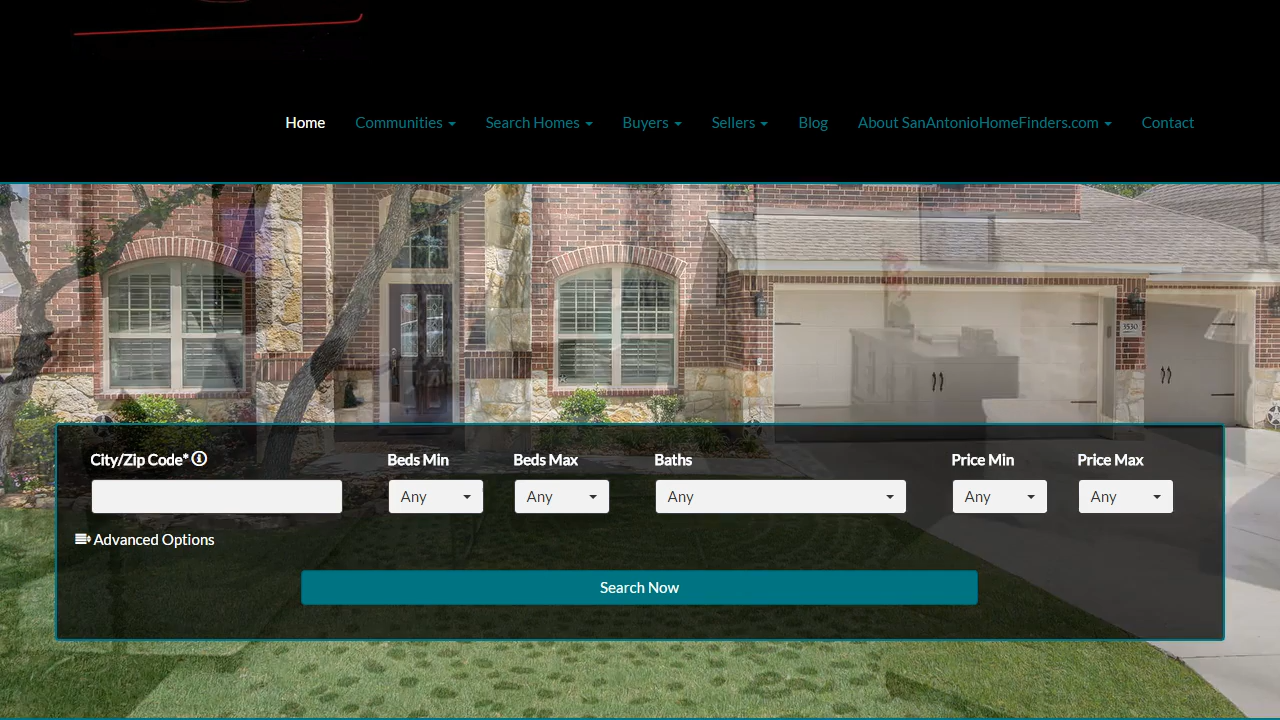 Home Communities Search Homes Buyers Sellers Blog About SanAntonioHomeFinders.com Contact
3530
City/Zip Code* Beds Min Beds Max Baths Price Min Price Max
Any Any Any Any Any
Advanced Options
Search Now